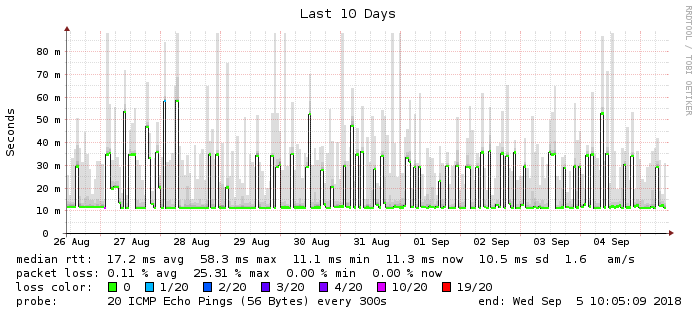 Last 10 Days
RRDTOOL / TOBI OETIKER
Seconds
80 m
70 m
60 m
50 m
40 m
30 m
20 m
10 m
0
26 Aug 27 Aug 28 Aug 29 Aug 30 Aug 31 Aug 01 Sep 02 Sep 03 Sep 04 Sep
median rtt: 17.2 ms avg 58.3 ms max 11.1 ms min 11.3 ms now 10.5 ms sd 1.6 am/s
packet loss: 0.11 % avg 25.31 % max 0.00 % min 0.00 % now
loss color: 0 1/20 2/20 3/20 4/20 10/20 19/20
probe: 20 ICMP Echo Pings (56 Bytes) every 300s end: Wed Sep 5 10:05:09 2018